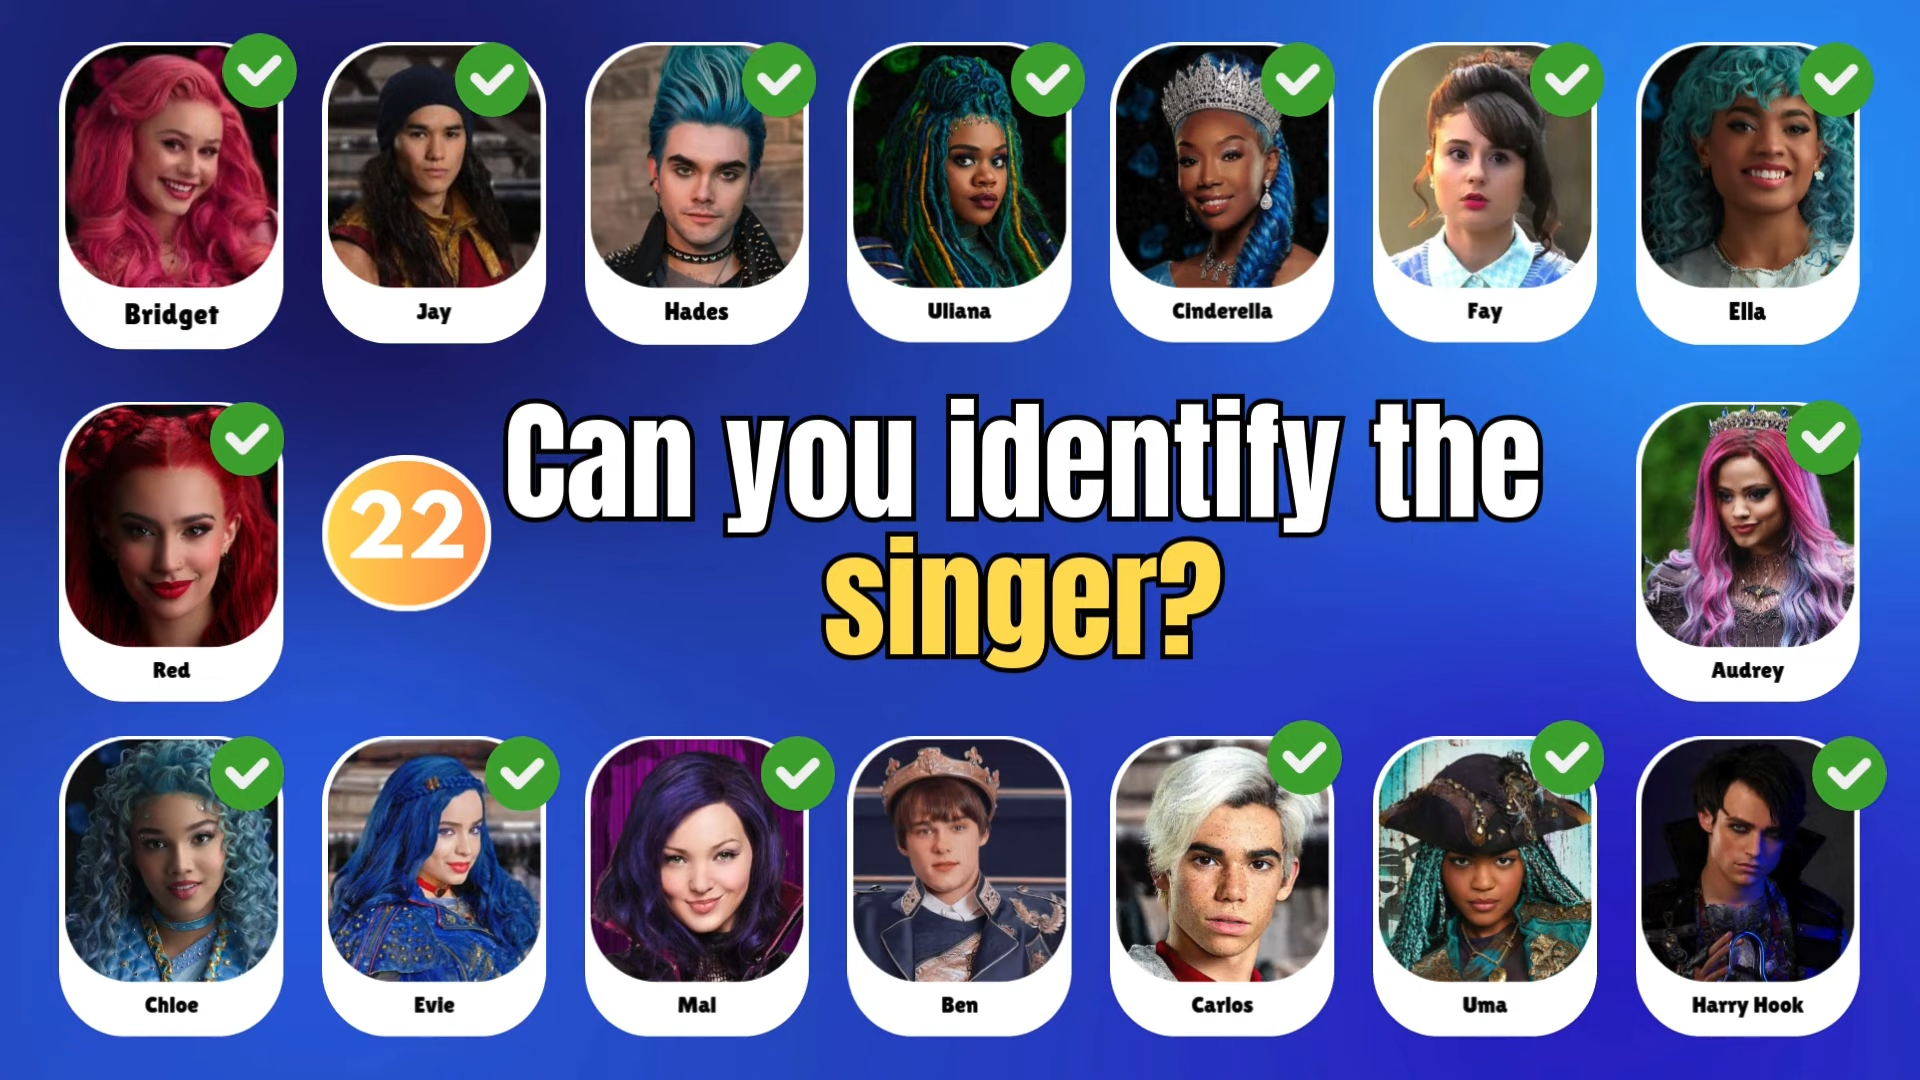 Bridget
Jay
Hades
Uliana
Cinderella
Fay
Ella
Red
22
Can you identify the
singer?
Audrey
Chloe
Evie
Mal
Ben
Carlos
Uma
Harry Hook